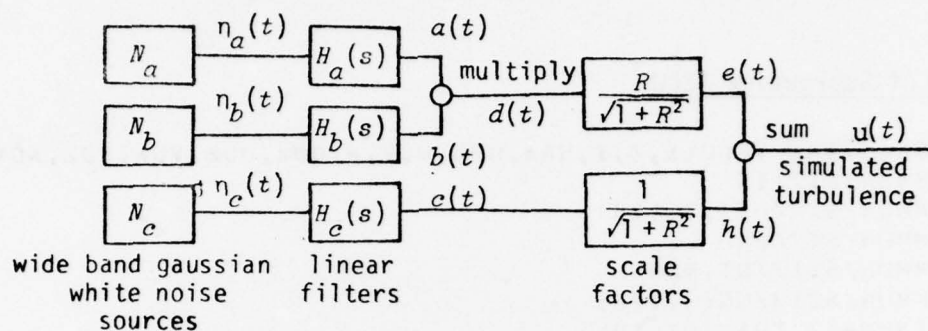 N_a
η_a(t)
H_a(s)
a(t)
multiply
d(t)
R
√1 + R²
e(t)
N_b
η_b(t)
H_b(s)
b(t)
sum
u(t)
simulated
turbulence
N_c
η_c(t)
H_c(s)
c(t)
1
√1 + R²
h(t)
wide band gaussian
white noise
sources
linear
filters
scale
factors